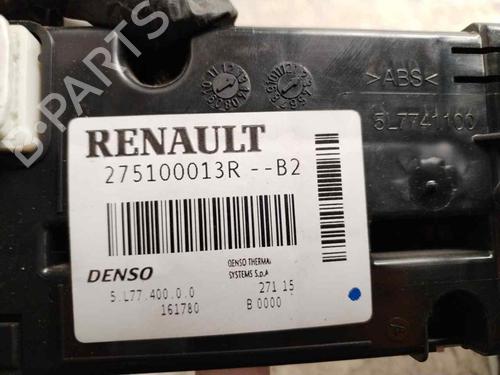 >ABS<
5L7741100
RENAULT
275100013R --B2
DENSO
DENSO THERMAL
SYSTEMS S.p.A
5.L77.400.0.0
271 15
161780
B 0000
B-PARTS